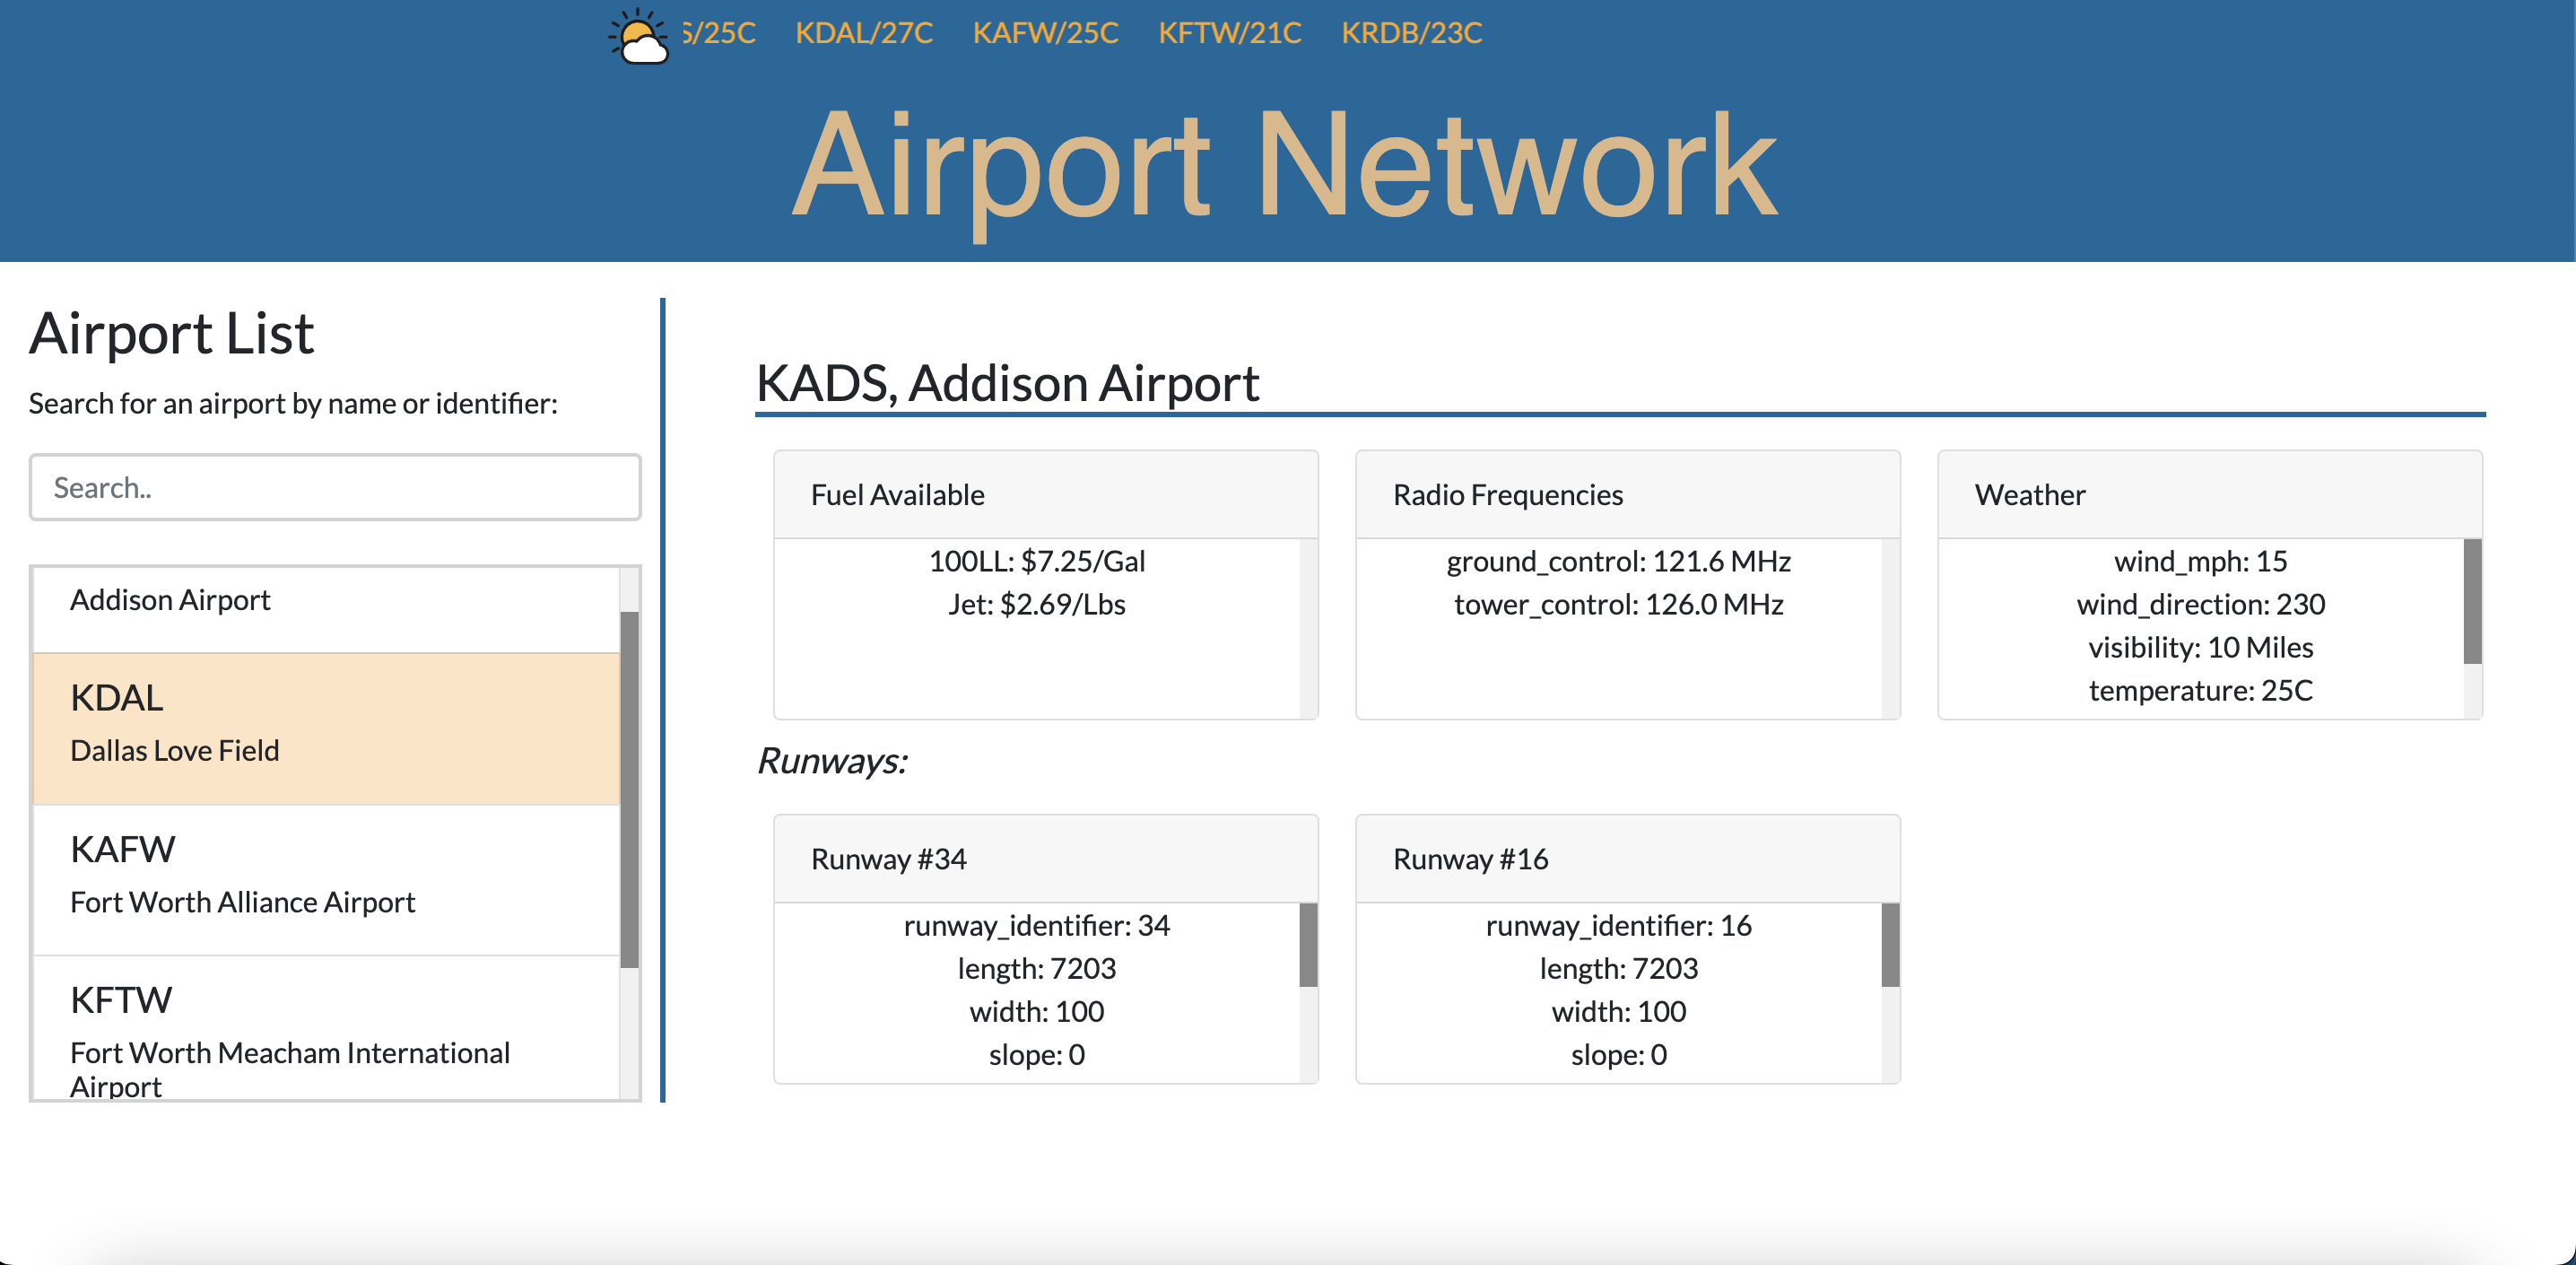 S/25C KDAL/27C KAFW/25C KFTW/21C KRDB/23C
Airport Network
Airport List
Search for an airport by name or identifier:
Search..
Addison Airport
KDAL
Dallas Love Field
KAFW
Fort Worth Alliance Airport
KFTW
Fort Worth Meacham International
Airport
KADS, Addison Airport
Fuel Available
100LL: $7.25/Gal
Jet: $2.69/Lbs
Radio Frequencies
ground_control: 121.6 MHz
tower_control: 126.0 MHz
Weather
wind_mph: 15
wind_direction: 230
visibility: 10 Miles
temperature: 25C
Runways:
Runway #34
runway_identifier: 34
length: 7203
width: 100
slope: 0
Runway #16
runway_identifier: 16
length: 7203
width: 100
slope: 0